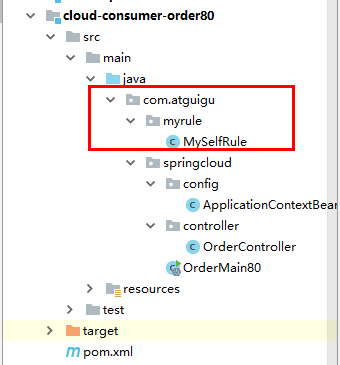 cloud-consumer-order80
src
main
java
com.atguigu
myrule
MySelfRule
springcloud
config
ApplicationContextBean
controller
OrderController
OrderMain80
resources
test
target
pom.xml